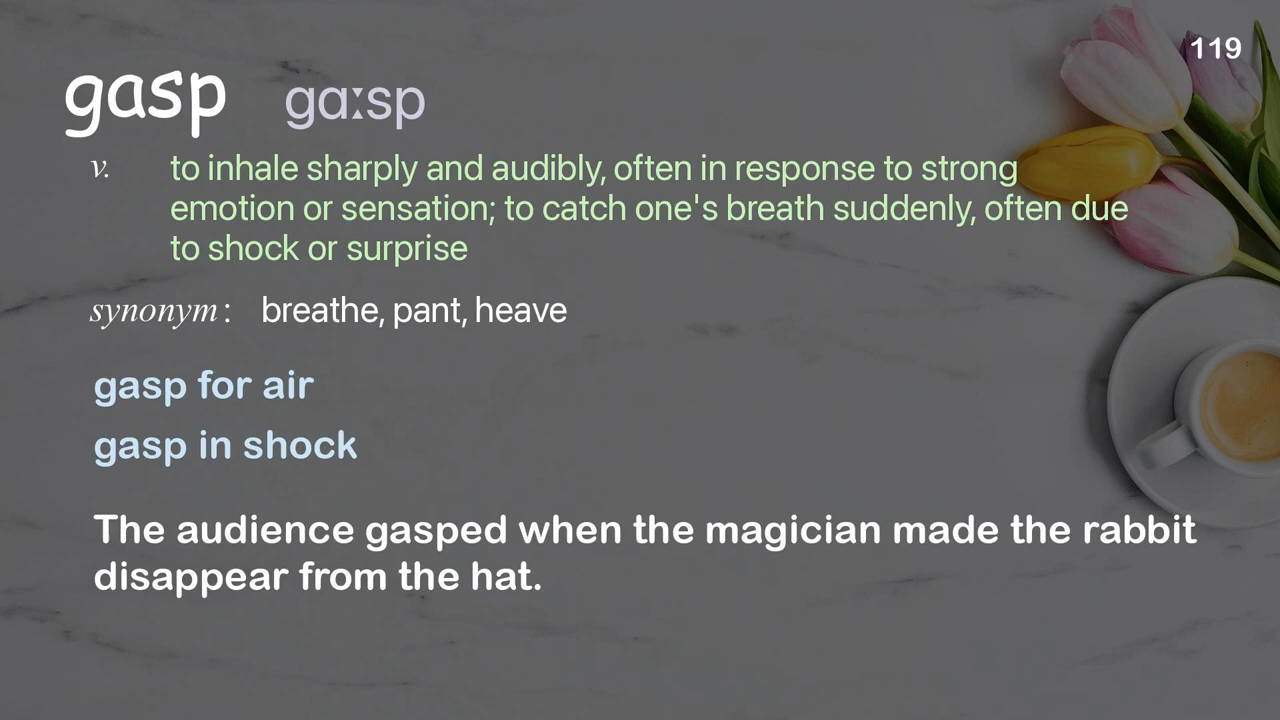 119
gasp gɑːsp
v. to inhale sharply and audibly, often in response to strong
emotion or sensation; to catch one's breath suddenly, often due
to shock or surprise
synonym: breathe, pant, heave
gasp for air
gasp in shock
The audience gasped when the magician made the rabbit
disappear from the hat.